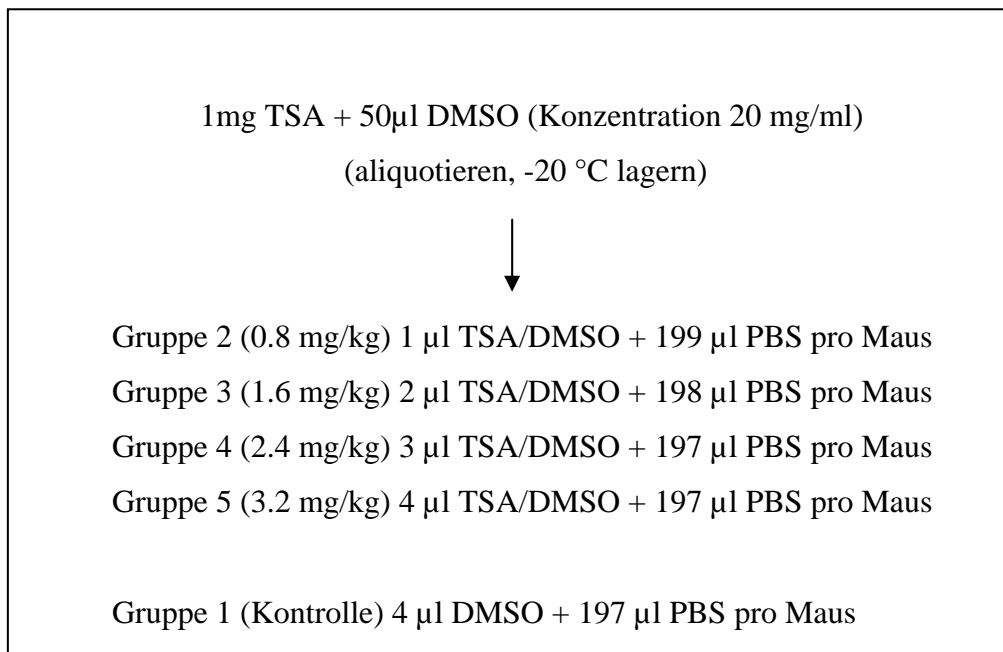 1mg TSA + 50µl DMSO (Konzentration 20 mg/ml)
(aliquotieren, -20 °C lagern)
Gruppe 2 (0.8 mg/kg) 1 µl TSA/DMSO + 199 µl PBS pro Maus
Gruppe 3 (1.6 mg/kg) 2 µl TSA/DMSO + 198 µl PBS pro Maus
Gruppe 4 (2.4 mg/kg) 3 µl TSA/DMSO + 197 µl PBS pro Maus
Gruppe 5 (3.2 mg/kg) 4 µl TSA/DMSO + 197 µl PBS pro Maus
Gruppe 1 (Kontrolle) 4 µl DMSO + 197 µl PBS pro Maus